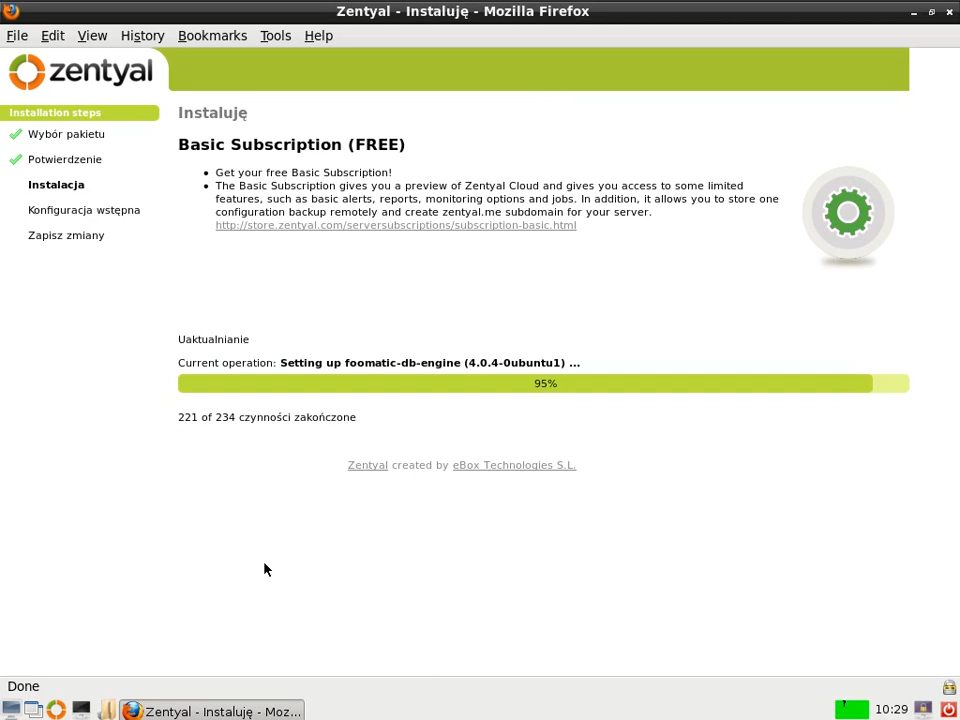 Zentyal - Instaluję - Mozilla Firefox
File Edit View History Bookmarks Tools Help
zentyal
Installation steps
Wybór pakietu
Potwierdzenie
Instalacja
Konfiguracja wstępna
Zapisz zmiany
Instaluję
Basic Subscription (FREE)
Get your free Basic Subscription!
The Basic Subscription gives you a preview of Zentyal Cloud and gives you access to some limited
features, such as basic alerts, reports, monitoring options and jobs. In addition, it allows you to store one
configuration backup remotely and create zentyal.me subdomain for your server.
http://store.zentyal.com/serversubscriptions/subscription-basic.html
Uaktualnianie
Current operation: Setting up foomatic-db-engine (4.0.4-0ubuntu1) ...
95%
221 of 234 czynności zakończone
Zentyal created by eBox Technologies S.L.
Done
Zentyal - Instaluję - Moz...
10:29